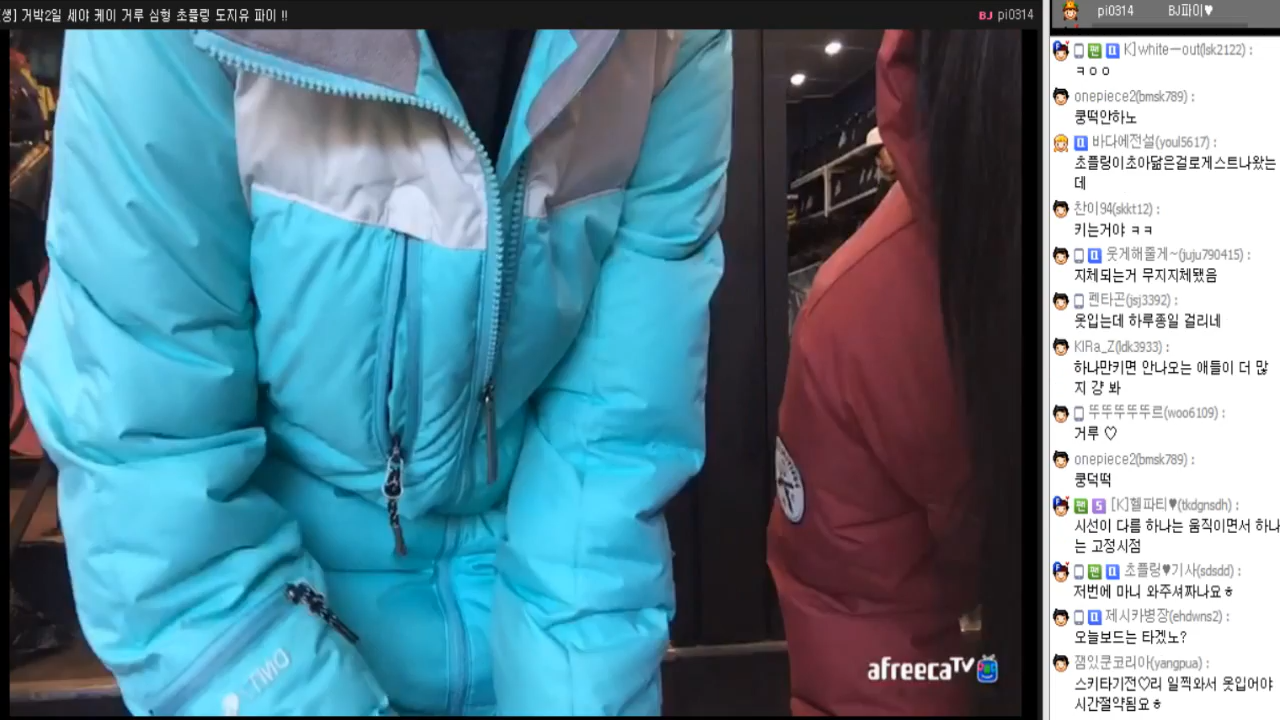 생] 거박2일 세야 케이 거루 심형 초플링 도지유 파이 !!
BJ pi0314
pi0314 BJ파이♥
K]white一out(lsk2122) :
ㅋㅇㅇ
onepiece2(bmsk789) :
쿵떡안하노
바다에전설(youl5617) :
초플링이초아닮은걸로게스트나왔는
데
찬이94(skkt12) :
키는거야 ㅋㅋ
웃게해줄게~(juju790415) :
지체되는거 무지지체됐음
펜타곤(jsj3392) :
옷입는데 하루종일 걸리네
KIRa_Z(ldk3933) :
하나만키면 안나오는 애들이 더 많
지 걍 봐
뚜뚜뚜뚜뚜르(woo6109) :
거루 ♡
onepiece2(bmsk789) :
쿵덕떡
[K]헬파티♥(tkdgnsdh) :
시선이 다름 하나는 움직이면서 하나
는 고정시점
초플링♥기사(sdsdd) :
저번에 마니 와주셔짜나요ㅎ
제시카병장(ehdwns2) :
오늘보드는 타겠노?
잼있쿤코리아(yangpua) :
스키타기전♡리 일찍와서 옷입어야
시간절약됨요ㅎ
afreecaTV